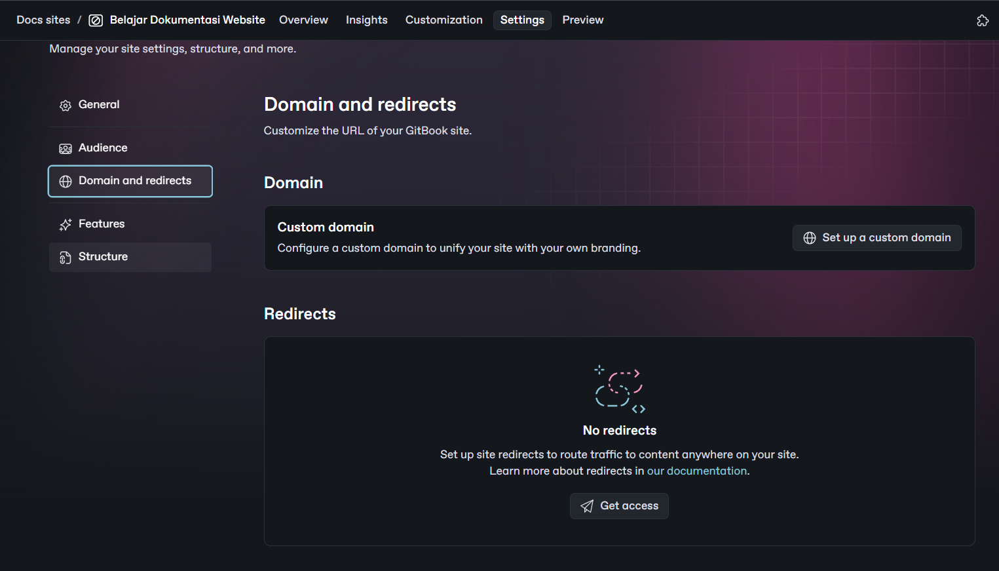 Docs sites / Belajar Dokumentasi Website Overview Insights Customization Settings Preview
Manage your site settings, structure, and more.
General
Audience
Domain and redirects
Features
Structure
Domain and redirects
Customize the URL of your GitBook site.
Domain
Custom domain
Configure a custom domain to unify your site with your own branding.
Set up a custom domain
Redirects
No redirects
Set up site redirects to route traffic to content anywhere on your site.
Learn more about redirects in our documentation.
Get access